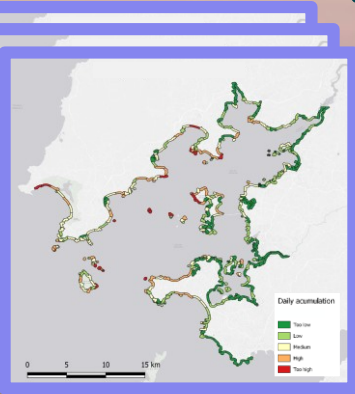 Daily acumulation
Too low
Low
Medium
High
Too high
0 5 10 15 km